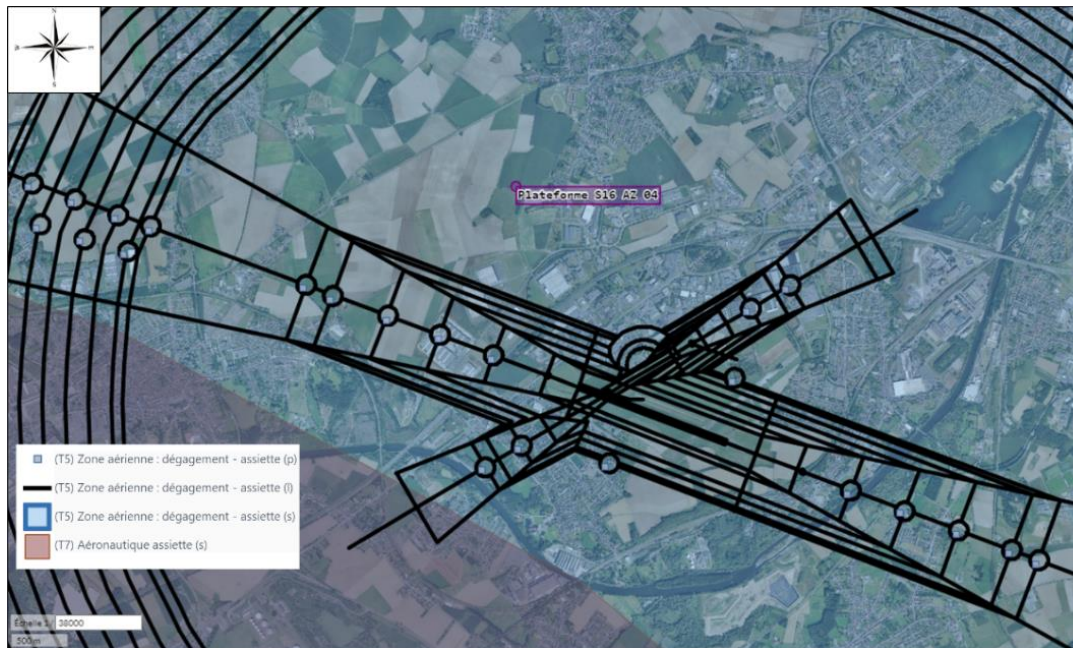 N
S
Plateforme S16 AZ 04
(T5) Zone aérienne : dégagement - assiette (p)
(T5) Zone aérienne : dégagement - assiette (l)
(T5) Zone aérienne : dégagement - assiette (s)
(T7) Aéronautique assiette (s)
Échelle 1/ 38000
500m